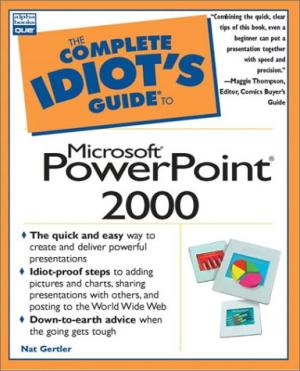 alpha
books
QUE®
THE
COMPLETE
IDIOT'S
GUIDE® TO
"Combining the quick, clear
tips of this book, even a
beginner can put a
presentation together
with speed and
precision."
—Maggie Thompson,
Editor, Comics Buyer's
Guide
Microsoft®
PowerPoint®
2000
The quick and easy way to
create and deliver powerful
presentations
Idiot-proof steps to adding
pictures and charts, sharing
presentations with others, and
posting to the World Wide Web
Down-to-earth advice when
the going gets tough
Nat Gertler